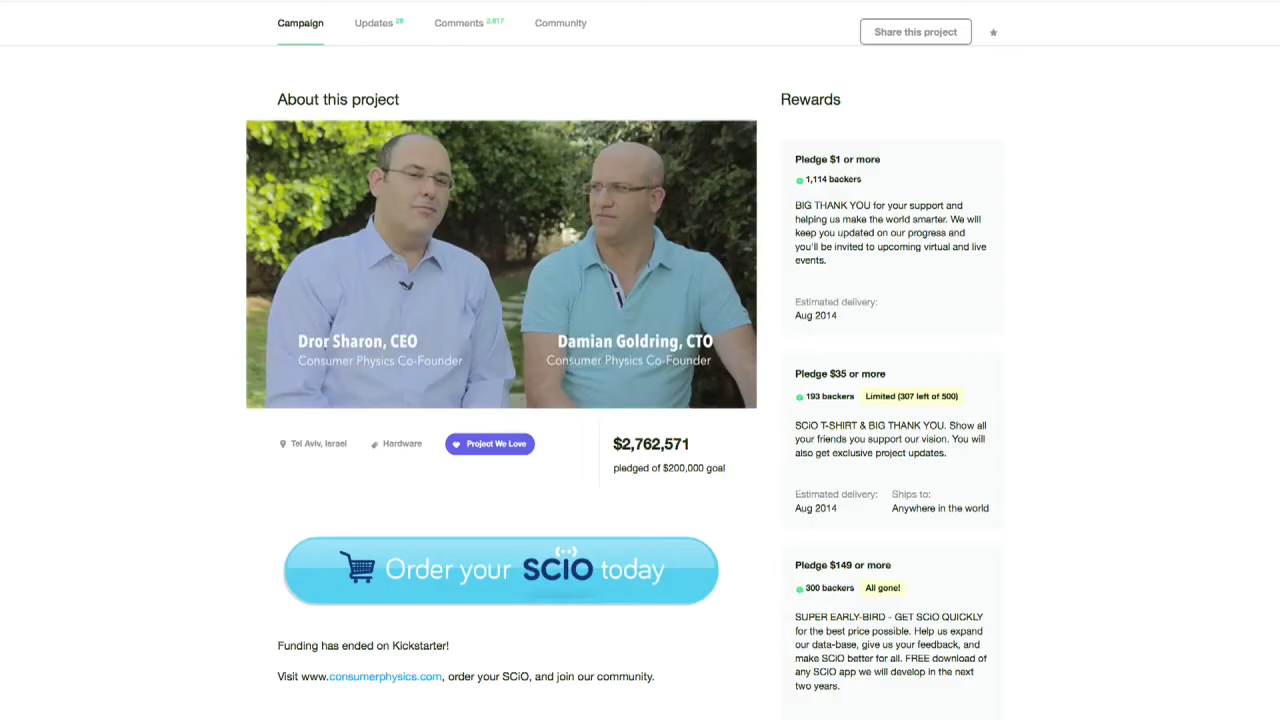 Campaign
Updates 28
Comments 2,617
Community
Share this project
About this project
Dror Sharon, CEO
Consumer Physics Co-Founder
Damian Goldring, CTO
Consumer Physics Co-Founder
Tel Aviv, Israel
Hardware
Project We Love
$2,762,571
pledged of $200,000 goal
Order your SCiO today
Funding has ended on Kickstarter!
Visit www.consumerphysics.com, order your SCiO, and join our community.
Rewards
Pledge $1 or more
1,114 backers
BIG THANK YOU for your support and
helping us make the world smarter. We will
keep you updated on our progress and
you'll be invited to upcoming virtual and live
events.
Estimated delivery:
Aug 2014
Pledge $35 or more
193 backers Limited (307 left of 500)
SCiO T-SHIRT & BIG THANK YOU. Show all
your friends you support our vision. You will
also get exclusive project updates.
Estimated delivery: Ships to:
Aug 2014 Anywhere in the world
Pledge $149 or more
300 backers All gone!
SUPER EARLY-BIRD - GET SCiO QUICKLY
for the best price possible. Help us expand
our data-base, give us your feedback, and
make SCiO better for all. FREE download of
any SCiO app we will develop in the next
two years.